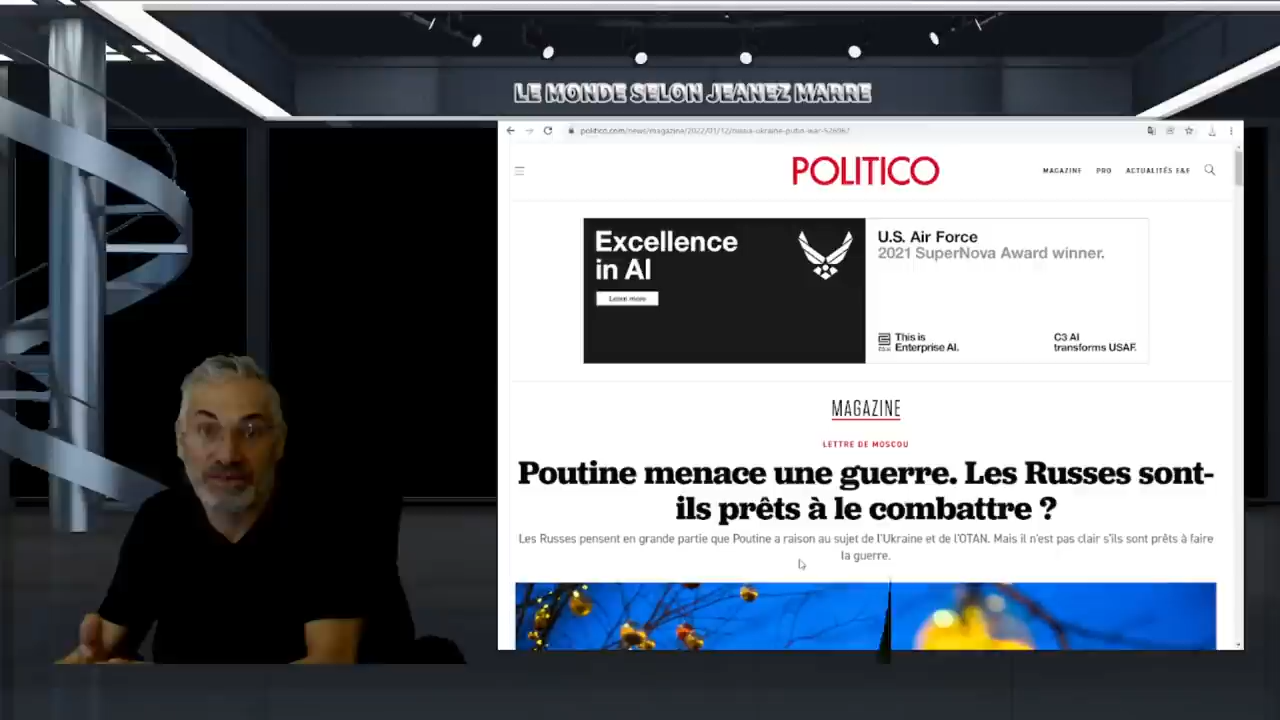 LE MONDE SELON JEANEZ MARRE
POLITICO
MAGAZINE PRO ACTUALITÉS E&E
Excellence
in AI
Learn more
U.S. Air Force
2021 SuperNova Award winner.
This is
Enterprise AI.
C3 AI
transforms USAF.
MAGAZINE
LETTRE DE MOSCOU
Poutine menace une guerre. Les Russes sont-
ils prêts à le combattre ?
Les Russes pensent en grande partie que Poutine a raison au sujet de l'Ukraine et de l'OTAN. Mais il n'est pas clair s'ils sont prêts à faire
la guerre.